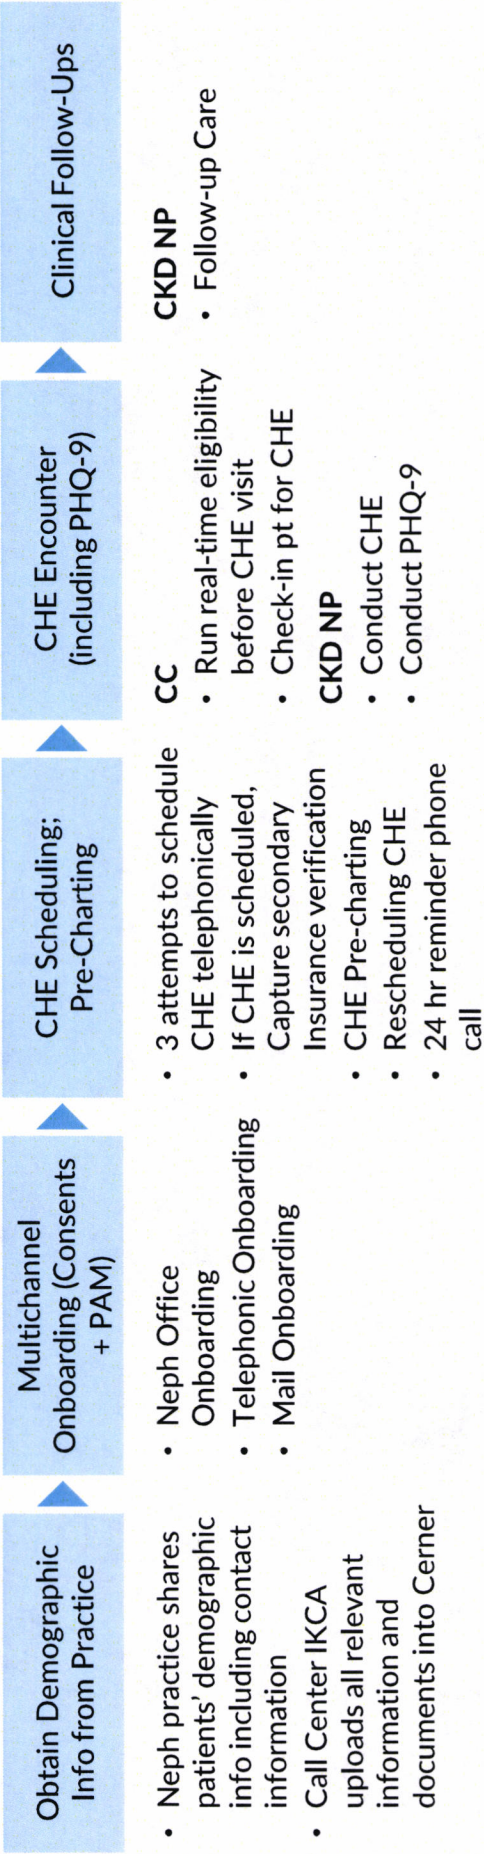 Obtain Demographic
Info from Practice
• Neph practice shares
patients' demographic
info including contact
information
• Call Center IKCA
uploads all relevant
information and
documents into Cerner
Multichannel
Onboarding (Consents
+ PAM)
• Neph Office
Onboarding
• Telephonic Onboarding
• Mail Onboarding
CHE Scheduling;
Pre-Charting
• 3 attempts to schedule
CHE telephonically
• If CHE is scheduled,
Capture secondary
Insurance verification
• CHE Pre-charting
• Rescheduling CHE
• 24 hr reminder phone
call
CHE Encounter
(including PHQ-9)
CC
• Run real-time eligibility
before CHE visit
• Check-in pt for CHE
CKD NP
• Conduct CHE
• Conduct PHQ-9
Clinical Follow-Ups
CKD NP
• Follow-up Care